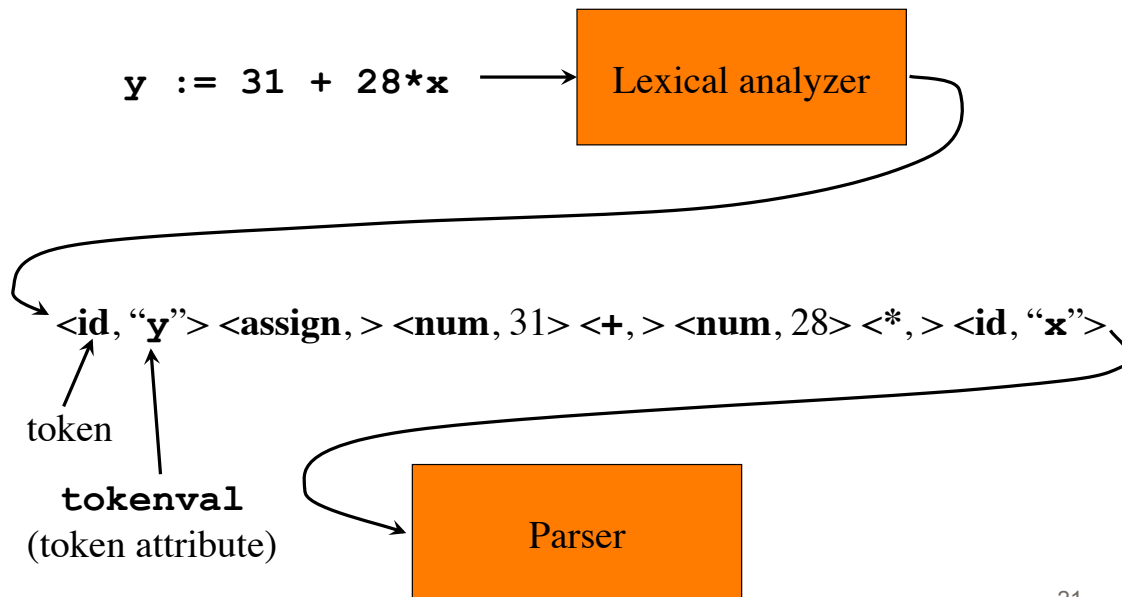 y := 31 + 28*x
Lexical analyzer
<id, “y”> <assign, > <num, 31> <+, > <num, 28> <*, > <id, “x”>
token
tokenval
(token attribute)
Parser